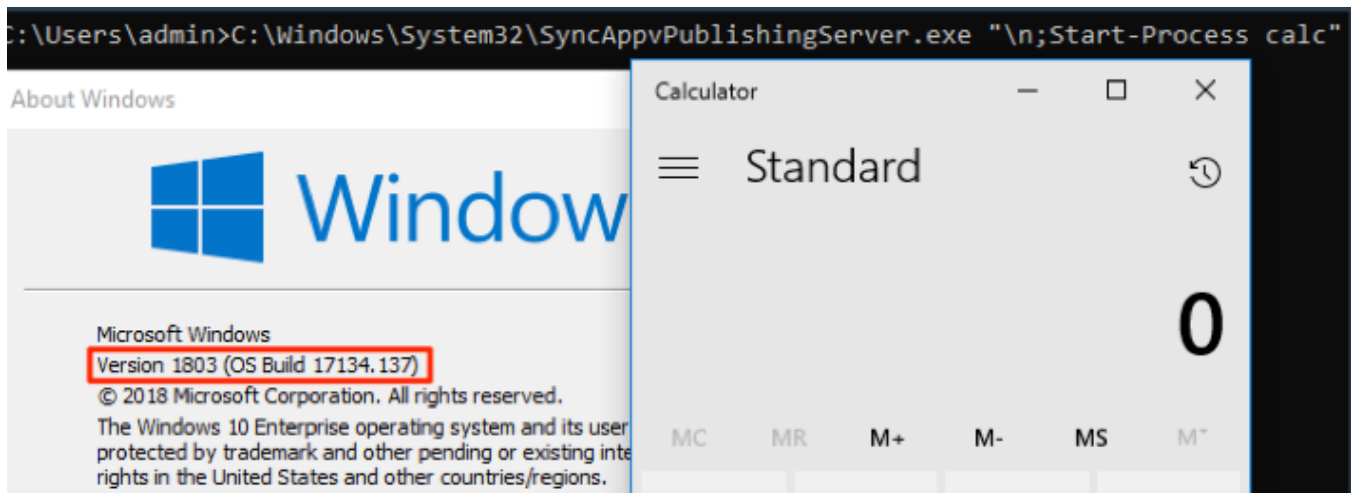 C:\Users\admin>C:\Windows\System32\SyncAppvPublishingServer.exe "\n;Start-Process calc"
About Windows
Window
Microsoft Windows
Version 1803 (OS Build 17134.137)
© 2018 Microsoft Corporation. All rights reserved.
The Windows 10 Enterprise operating system and its user
protected by trademark and other pending or existing inte
rights in the United States and other countries/regions.
Calculator
Standard
0
MC MR M+ M- MS M˅